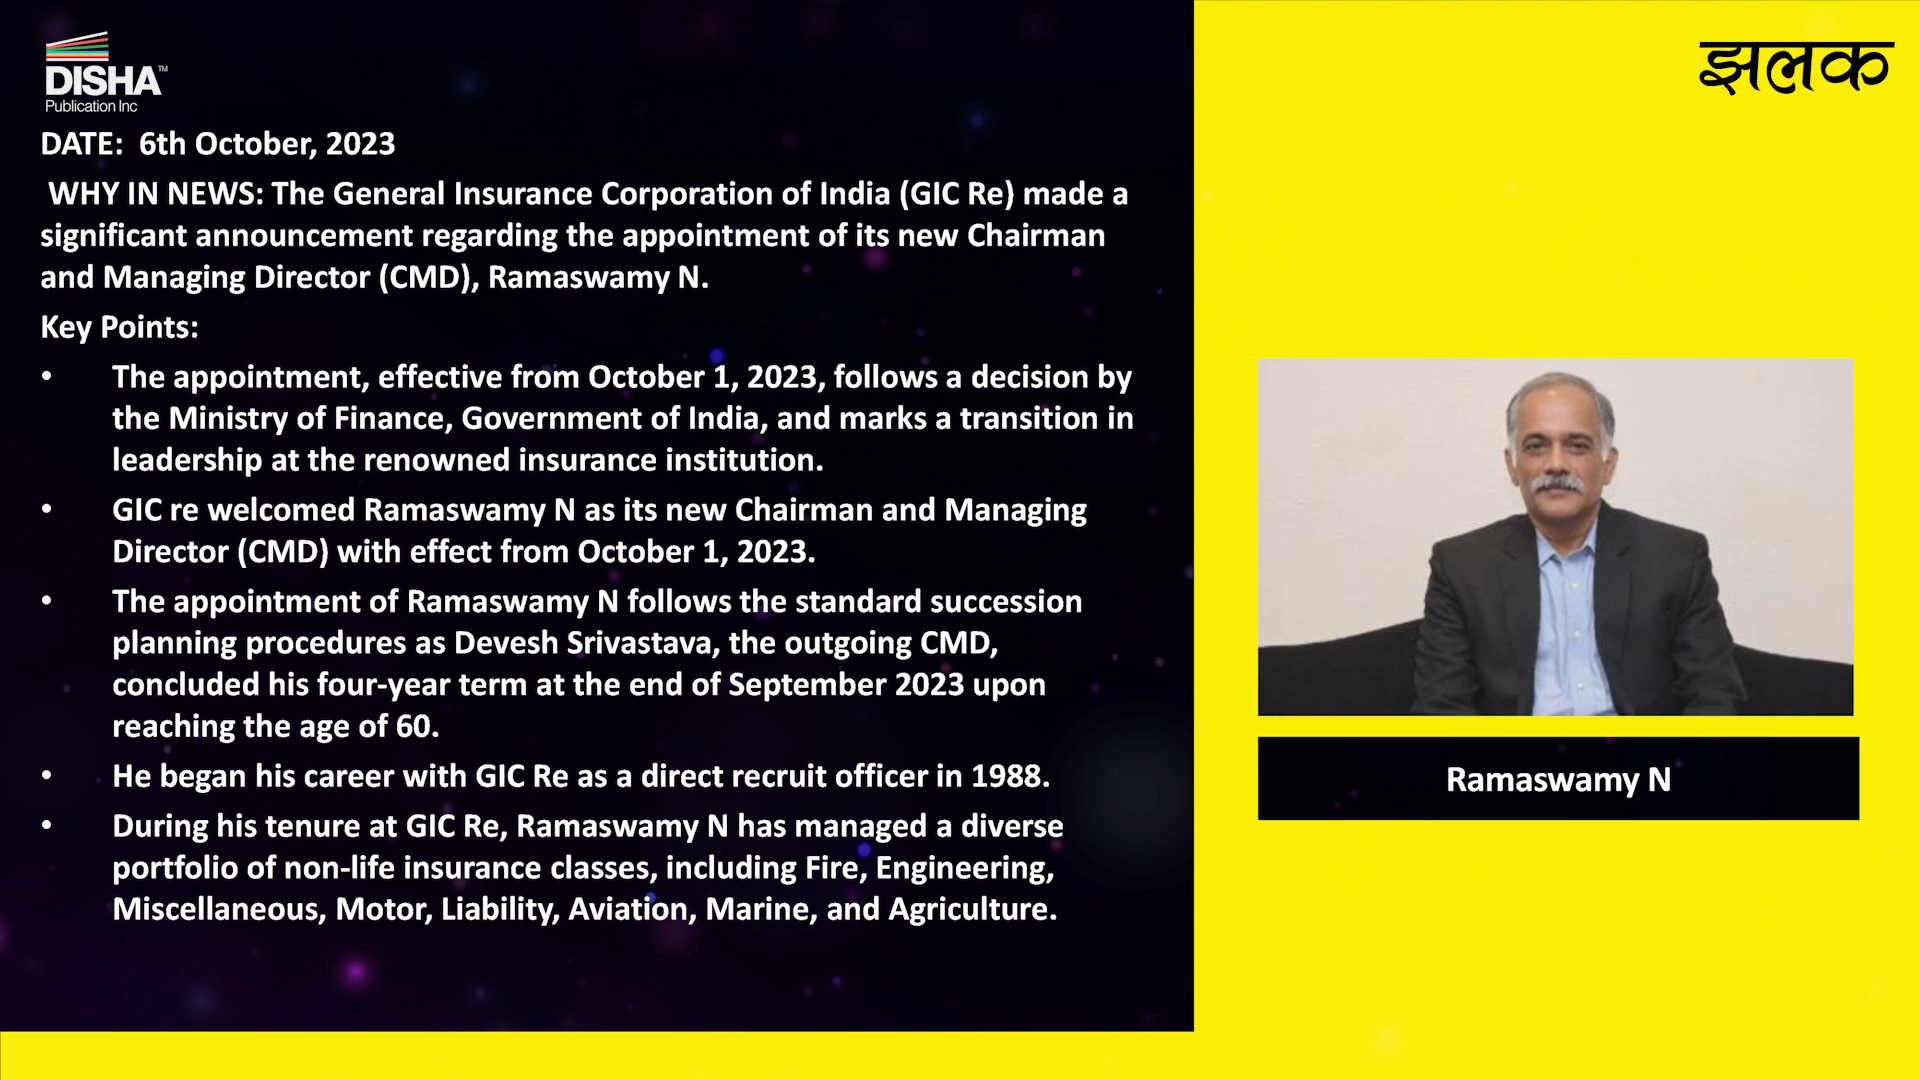 DISHA™
Publication Inc
झलक
DATE:  6th October, 2023
WHY IN NEWS: The General Insurance Corporation of India (GIC Re) made a
significant announcement regarding the appointment of its new Chairman
and Managing Director (CMD), Ramaswamy N.
Key Points:
• The appointment, effective from October 1, 2023, follows a decision by
the Ministry of Finance, Government of India, and marks a transition in
leadership at the renowned insurance institution.
• GIC re welcomed Ramaswamy N as its new Chairman and Managing
Director (CMD) with effect from October 1, 2023.
• The appointment of Ramaswamy N follows the standard succession
planning procedures as Devesh Srivastava, the outgoing CMD,
concluded his four-year term at the end of September 2023 upon
reaching the age of 60.
• He began his career with GIC Re as a direct recruit officer in 1988.
• During his tenure at GIC Re, Ramaswamy N has managed a diverse
portfolio of non-life insurance classes, including Fire, Engineering,
Miscellaneous, Motor, Liability, Aviation, Marine, and Agriculture.
Ramaswamy N